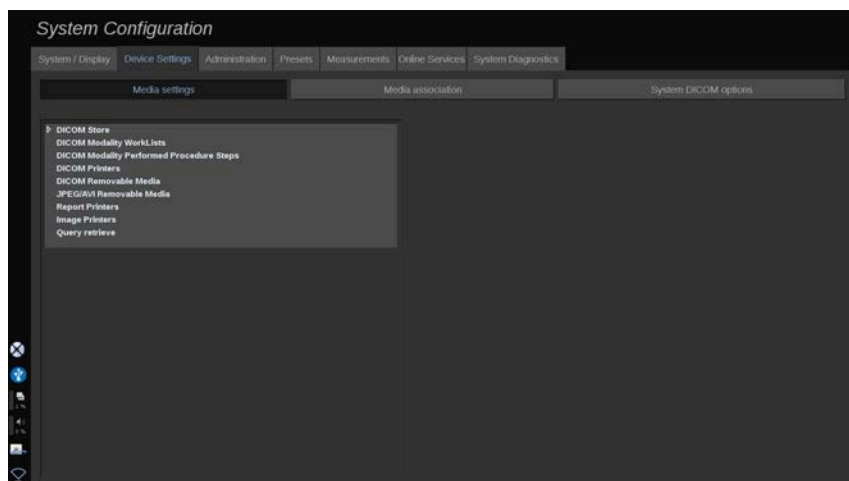 System Configuration
System / Display Device Settings Administration Presets Measurements Online Services System Diagnostics
Media settings Media association System DICOM options
DICOM Store
DICOM Modality WorkLists
DICOM Modality Performed Procedure Steps
DICOM Printers
DICOM Removable Media
JPEG/AVI Removable Media
Report Printers
Image Printers
Query retrieve